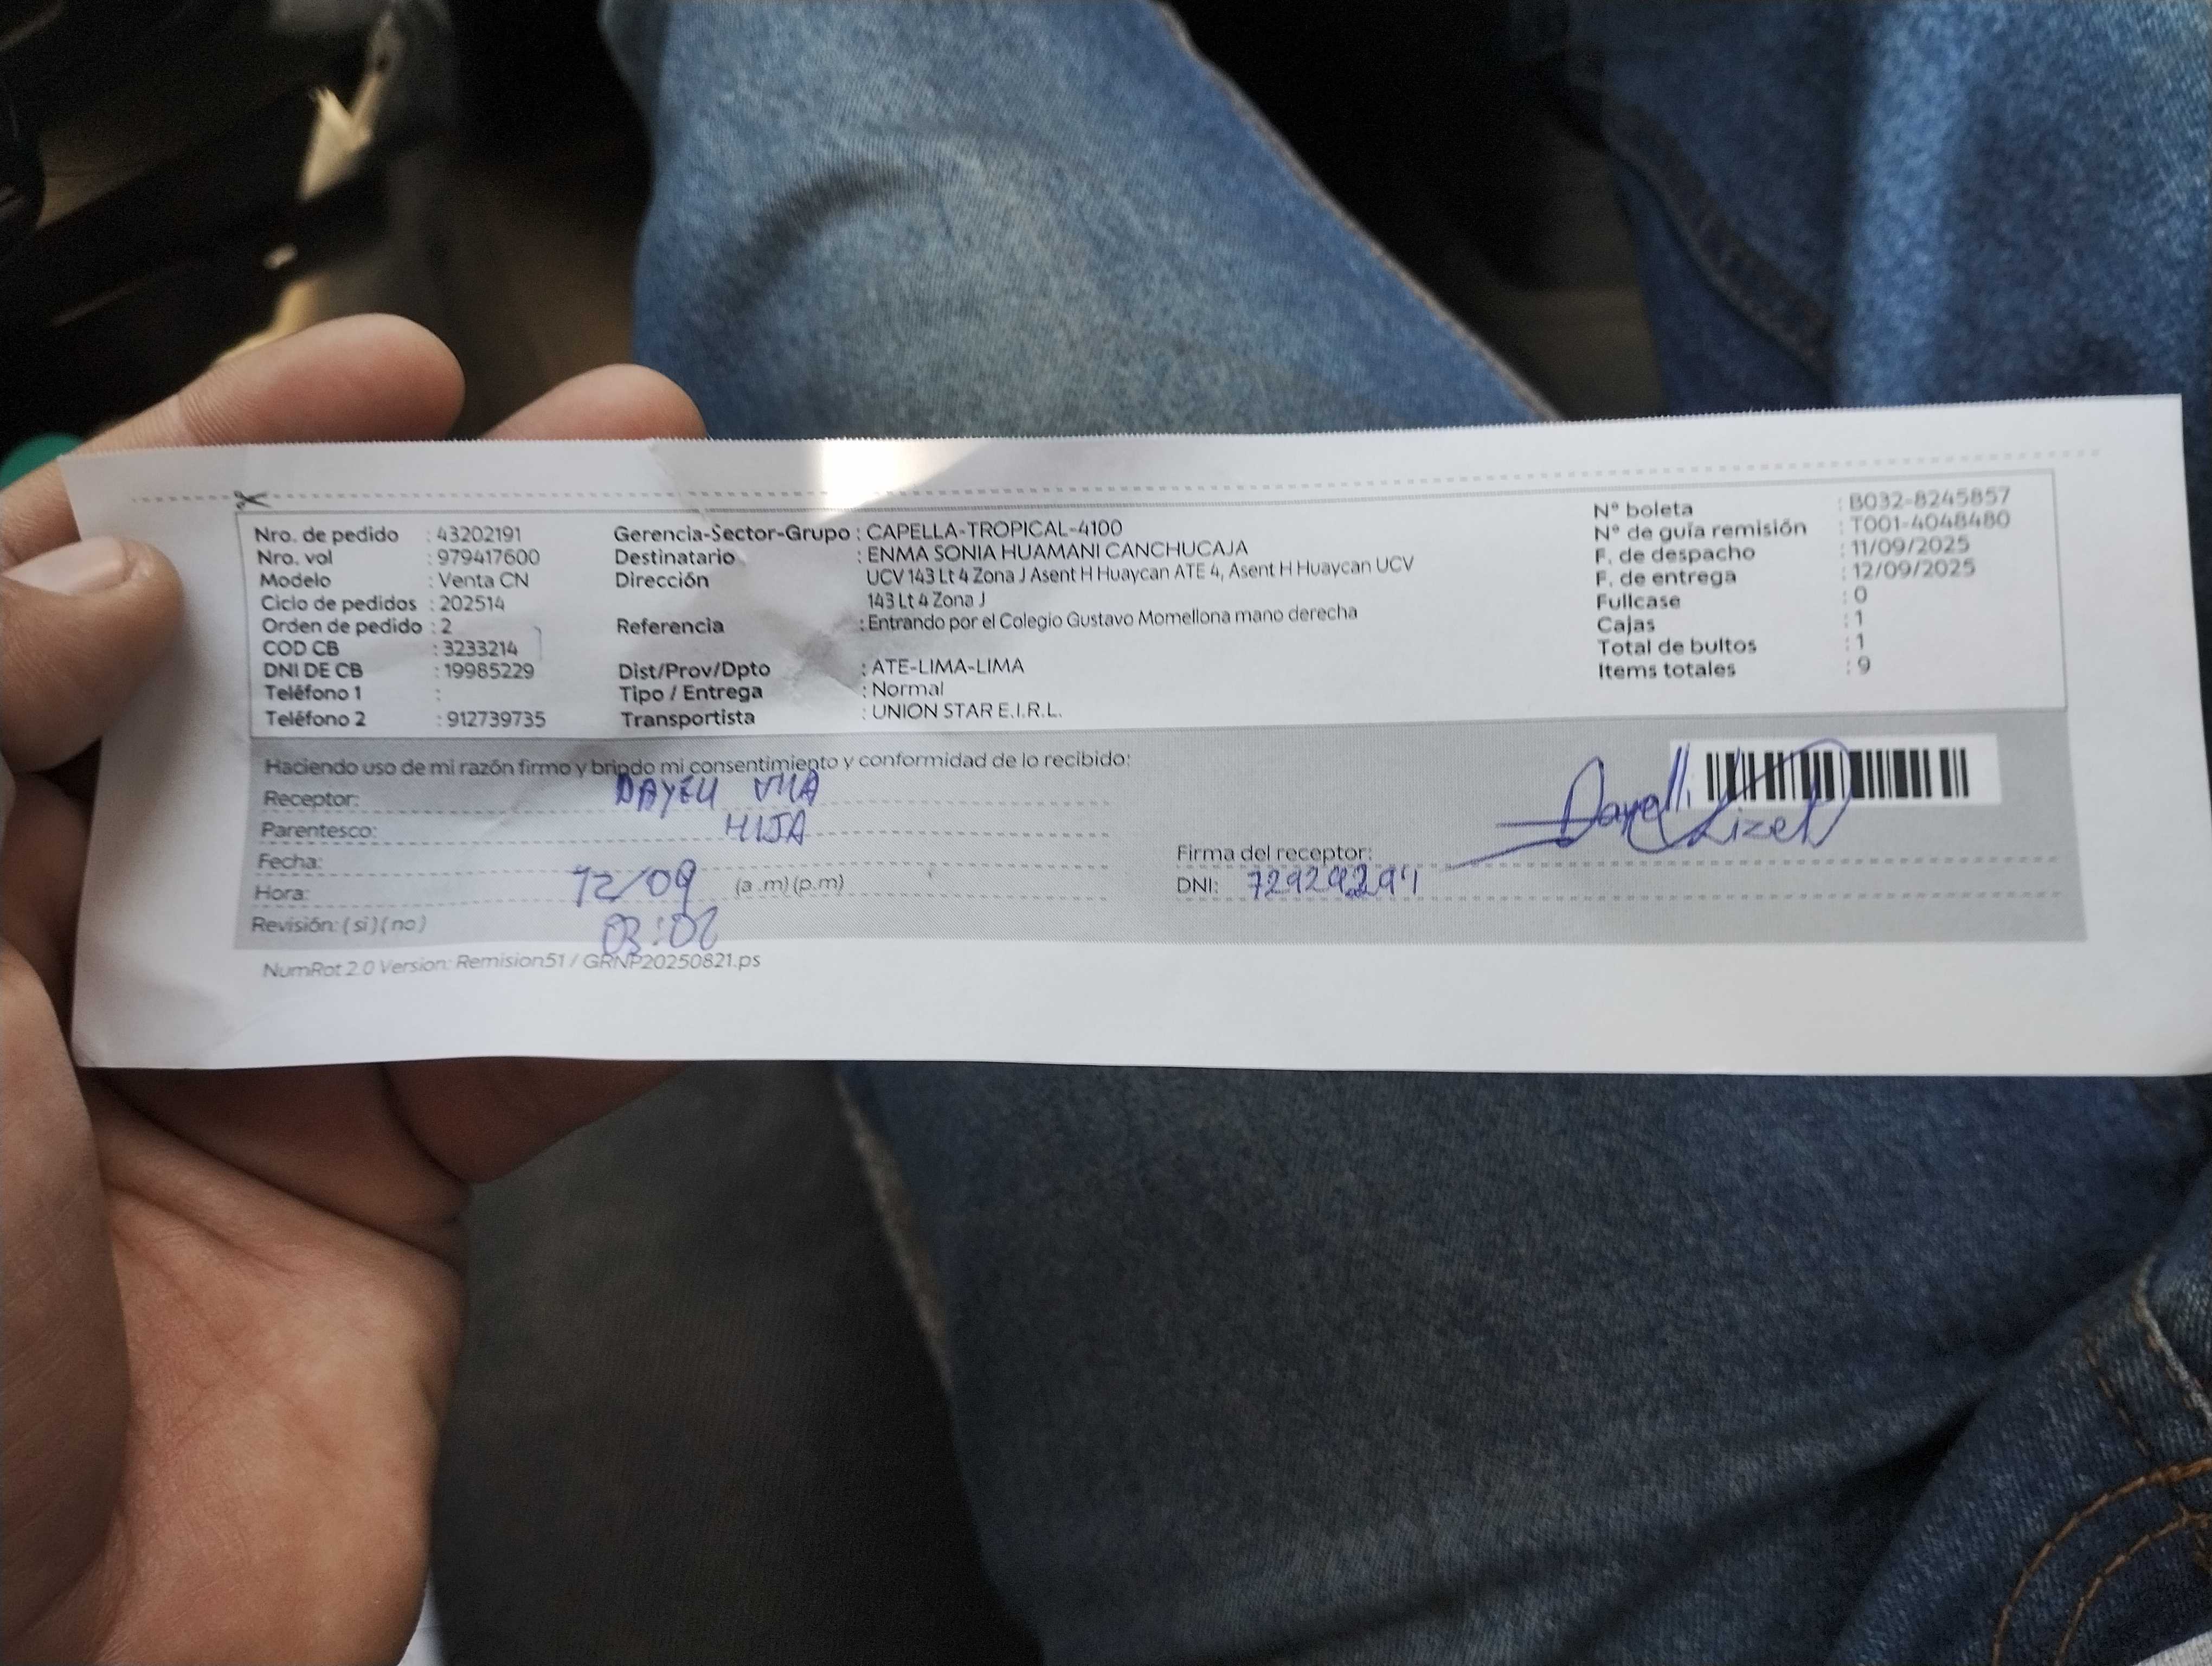 Nro. de pedido : 43202191
Nro. vol : 979417600
Modelo : Venta CN
Ciclo de pedidos : 202514
Orden de pedido : 2
COD CB : 3233214
DNI DE CB : 19985229
Teléfono 1 :
Teléfono 2 : 912739735
Gerencia-Sector-Grupo : CAPELLA-TROPICAL-4100
Destinatario : ENMA SONIA HUAMANI CANCHUCAJA
Dirección UCV 143 Lt 4 Zona J Asent H Huaycan ATE 4, Asent H Huaycan UCV
143 Lt 4 Zona J
Referencia : Entrando por el Colegio Gustavo Momellona mano derecha
Dist/Prov/Dpto : ATE-LIMA-LIMA
Tipo / Entrega : Normal
Transportista : UNION STAR E.I.R.L.
N° boleta : B032-8245857
N° de guía remisión : T001-4048480
F. de despacho : 11/09/2025
F. de entrega : 12/09/2025
Fullcase : 0
Cajas : 1
Total de bultos : 1
Items totales : 9
Haciendo uso de mi razón firmo y brindo mi consentimiento y conformidad de lo recibido:
Receptor:
Parentesco: HIJA
Fecha: 12/09
Hora: (a .m) (p.m)
03:02
Revisión: ( si ) ( no )
Firma del receptor: Dayelli Lizet
DNI:
NumRot 2.0 Version: Remision51 / GRNP20250821.ps